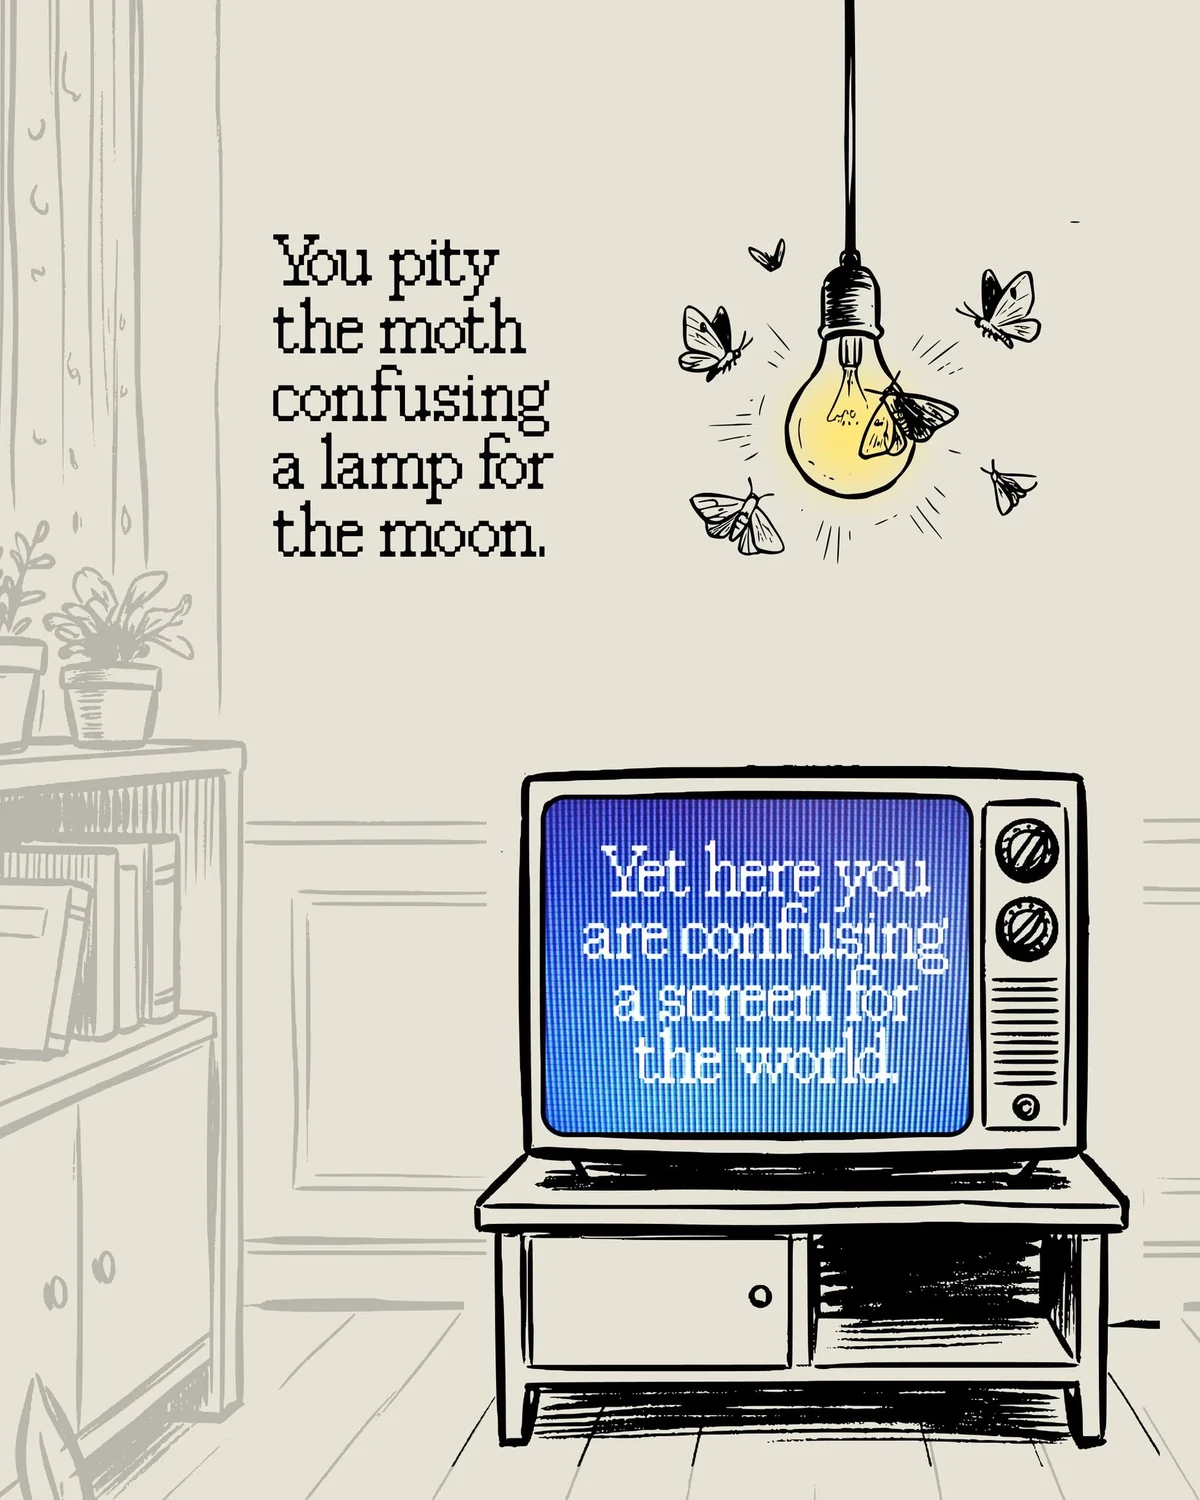 You pity
the moth
confusing
a lamp for
the moon.
Yet here you
are confusing
a screen for
the world.